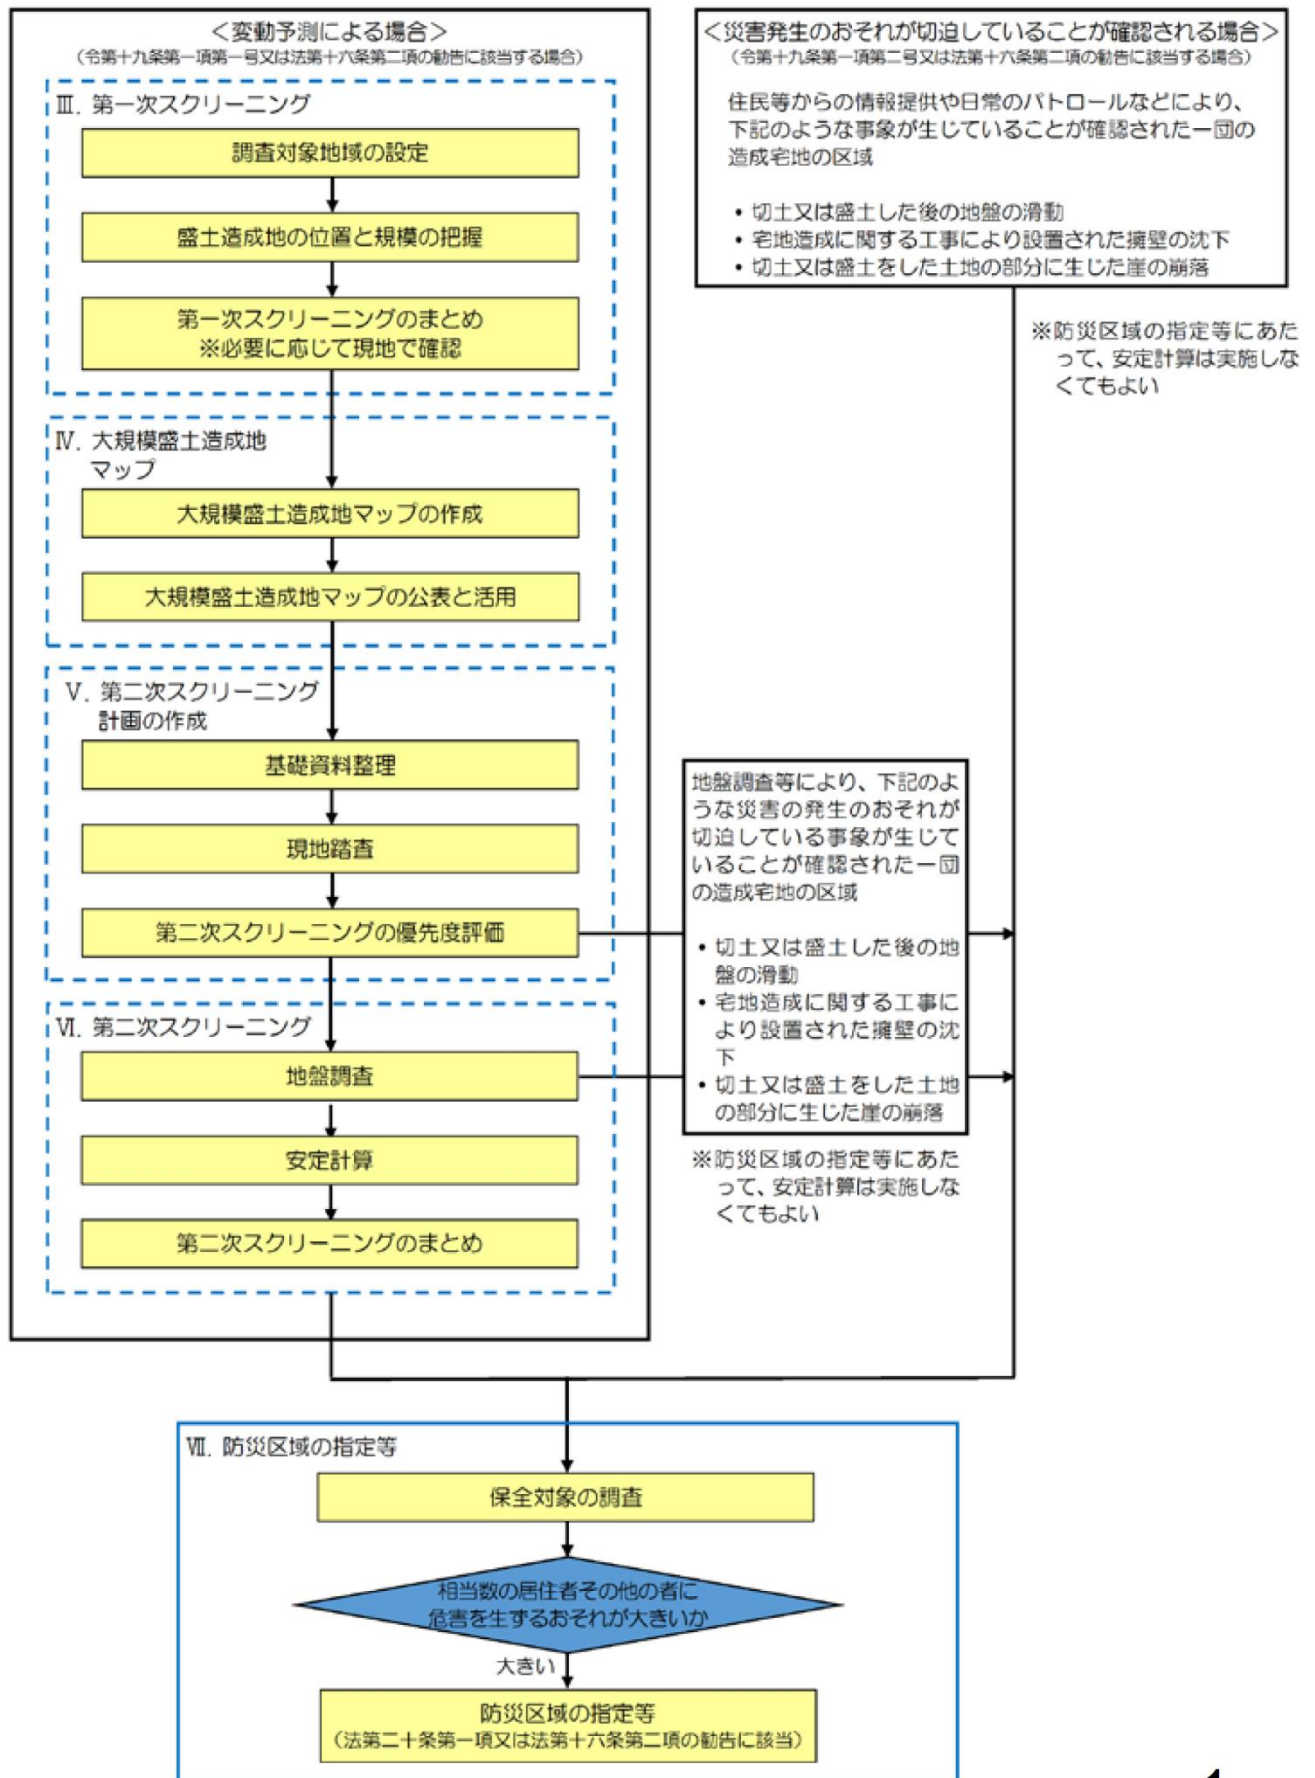 ＜変動予測による場合＞
（令第十九条第一項第一号又は法第十六条第二項の勧告に該当する場合）
Ⅲ．第一次スクリーニング
調査対象地域の設定
盛土造成地の位置と規模の把握
第一次スクリーニングのまとめ
※必要に応じて現地で確認
Ⅳ．大規模盛土造成地
マップ
大規模盛土造成地マップの作成
大規模盛土造成地マップの公表と活用
Ⅴ．第二次スクリーニング
計画の作成
基礎資料整理
現地踏査
第二次スクリーニングの優先度評価
Ⅵ．第二次スクリーニング
地盤調査
安定計算
第二次スクリーニングのまとめ
＜災害発生のおそれが切迫していることが確認される場合＞
（令第十九条第一項第二号又は法第十六条第二項の勧告に該当する場合）
住民等からの情報提供や日常のパトロールなどにより、
下記のような事象が生じていることが確認された一団の
造成宅地の区域
・切土又は盛土した後の地盤の滑動
・宅地造成に関する工事により設置された擁壁の沈下
・切土又は盛土をした土地の部分に生じた崖の崩落
※防災区域の指定等にあた
って、安定計算は実施しな
くてもよい
地盤調査等により、下記のよ
うな災害の発生のおそれが
切迫している事象が生じて
いることが確認された一団
の造成宅地の区域
・切土又は盛土した後の地
盤の滑動
・宅地造成に関する工事に
より設置された擁壁の沈
下
・切土又は盛土をした土地
の部分に生じた崖の崩落
※防災区域の指定等にあた
って、安定計算は実施しな
くてもよい
Ⅶ．防災区域の指定等
保全対象の調査
相当数の居住者その他の者に
危害を生ずるおそれが大きいか
大きい
防災区域の指定等
（法第二十条第一項又は法第十六条第二項の勧告に該当）